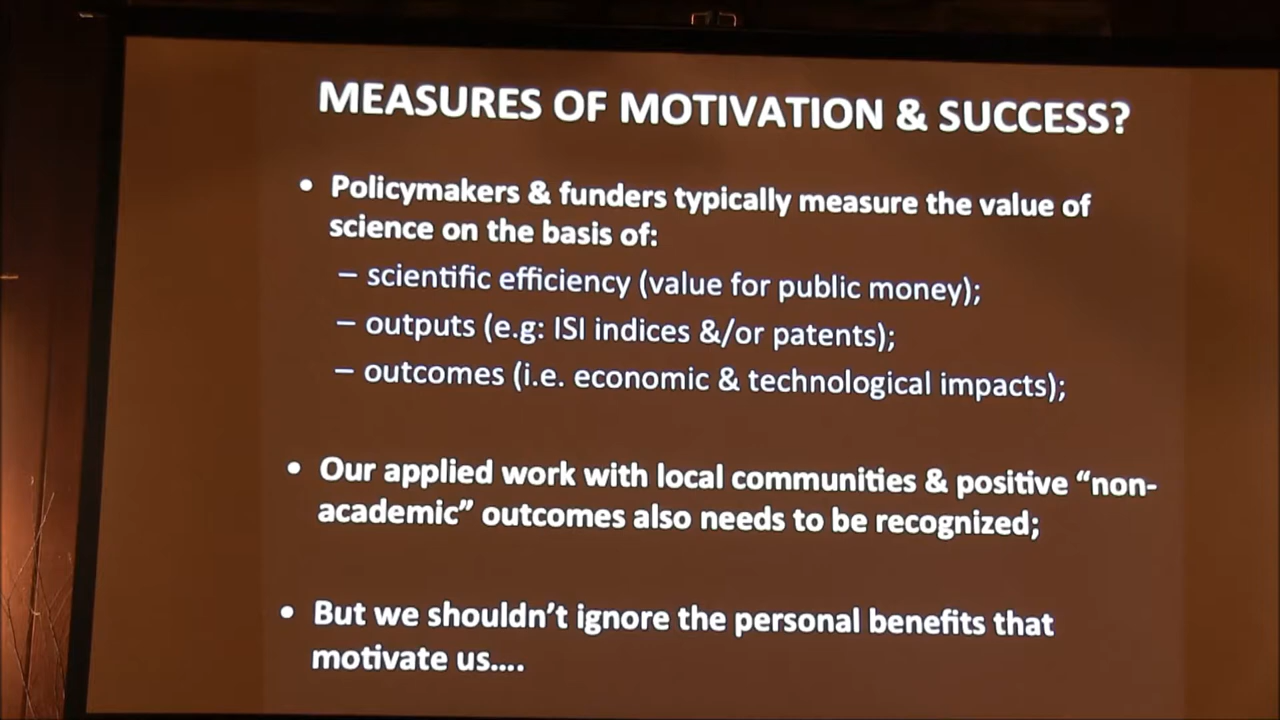 MEASURES OF MOTIVATION & SUCCESS?
• Policymakers & funders typically measure the value of
science on the basis of:
– scientific efficiency (value for public money);
– outputs (e.g: ISI indices &/or patents);
– outcomes (i.e. economic & technological impacts);
• Our applied work with local communities & positive “non-
academic” outcomes also needs to be recognized;
• But we shouldn’t ignore the personal benefits that
motivate us....